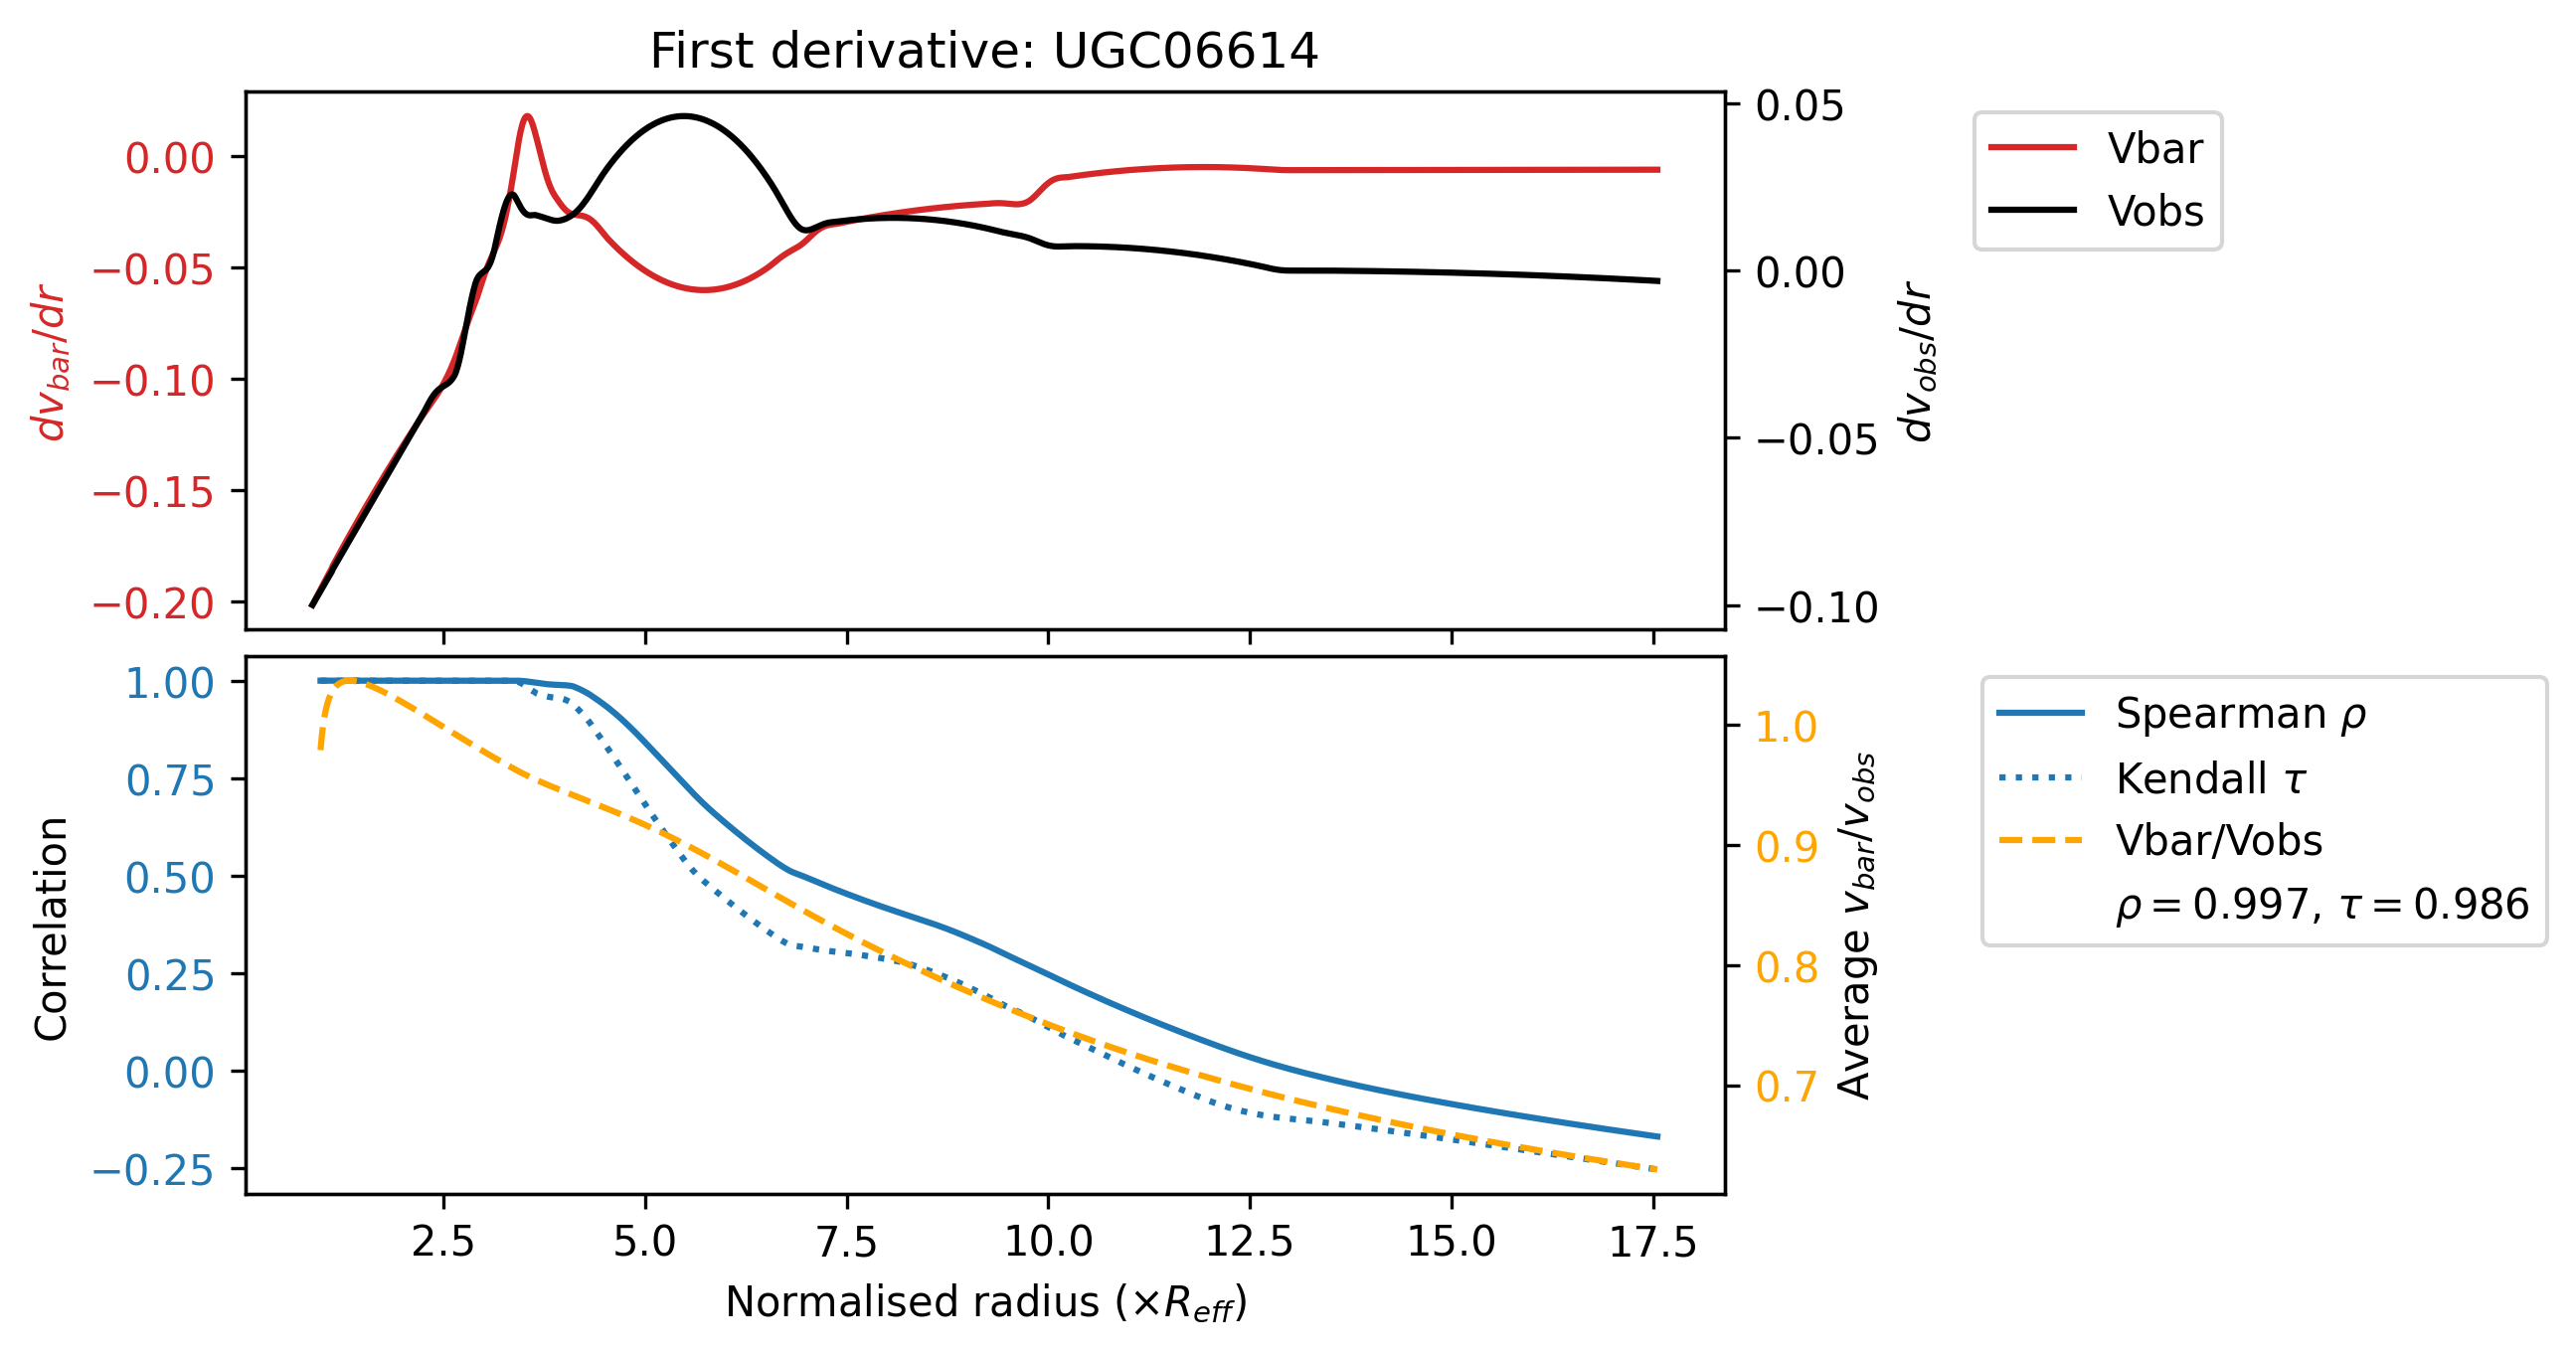 First derivative: UGC06614
dv_bar/dr
0.00
−0.05
−0.10
−0.15
−0.20
0.05
0.00
−0.05
−0.10
dv_obs/dr
Vbar
Vobs
Correlation
1.00
0.75
0.50
0.25
0.00
−0.25
1.0
0.9
0.8
0.7
Average v_bar/v_obs
Spearman ρ
Kendall τ
Vbar/Vobs
ρ = 0.997, τ = 0.986
2.5 5.0 7.5 10.0 12.5 15.0 17.5
Normalised radius (×R_eff)